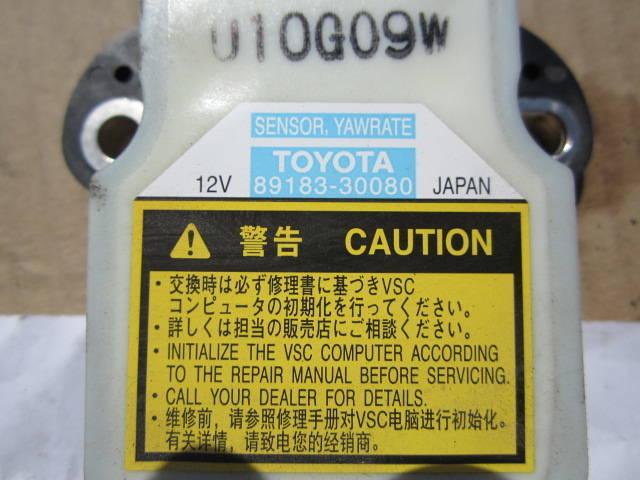 010G09W
SENSOR, YAWRATE
TOYOTA
12V 89183-30080 JAPAN
警告 CAUTION
・交換時は必ず修理書に基づきVSC
コンピュータの初期化を行ってください。
・詳しくは担当の販売店にご相談ください。
・INITIALIZE THE VSC COMPUTER ACCORDING
TO THE REPAIR MANUAL BEFORE SERVICING.
・CALL YOUR DEALER FOR DETAILS.
・维修前，请参照修理手册对VSC电脑进行初始化。
有关详情，请致电您的经销商。